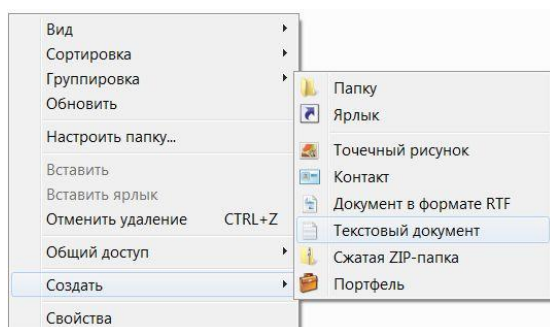 Вид
Сортировка
Группировка
Обновить
Настроить папку...
Вставить
Вставить ярлык
Отменить удаление CTRL+Z
Общий доступ
Создать
Свойства
Папку
Ярлык
Точечный рисунок
Контакт
Документ в формате RTF
Текстовый документ
Сжатая ZIP-папка
Портфель